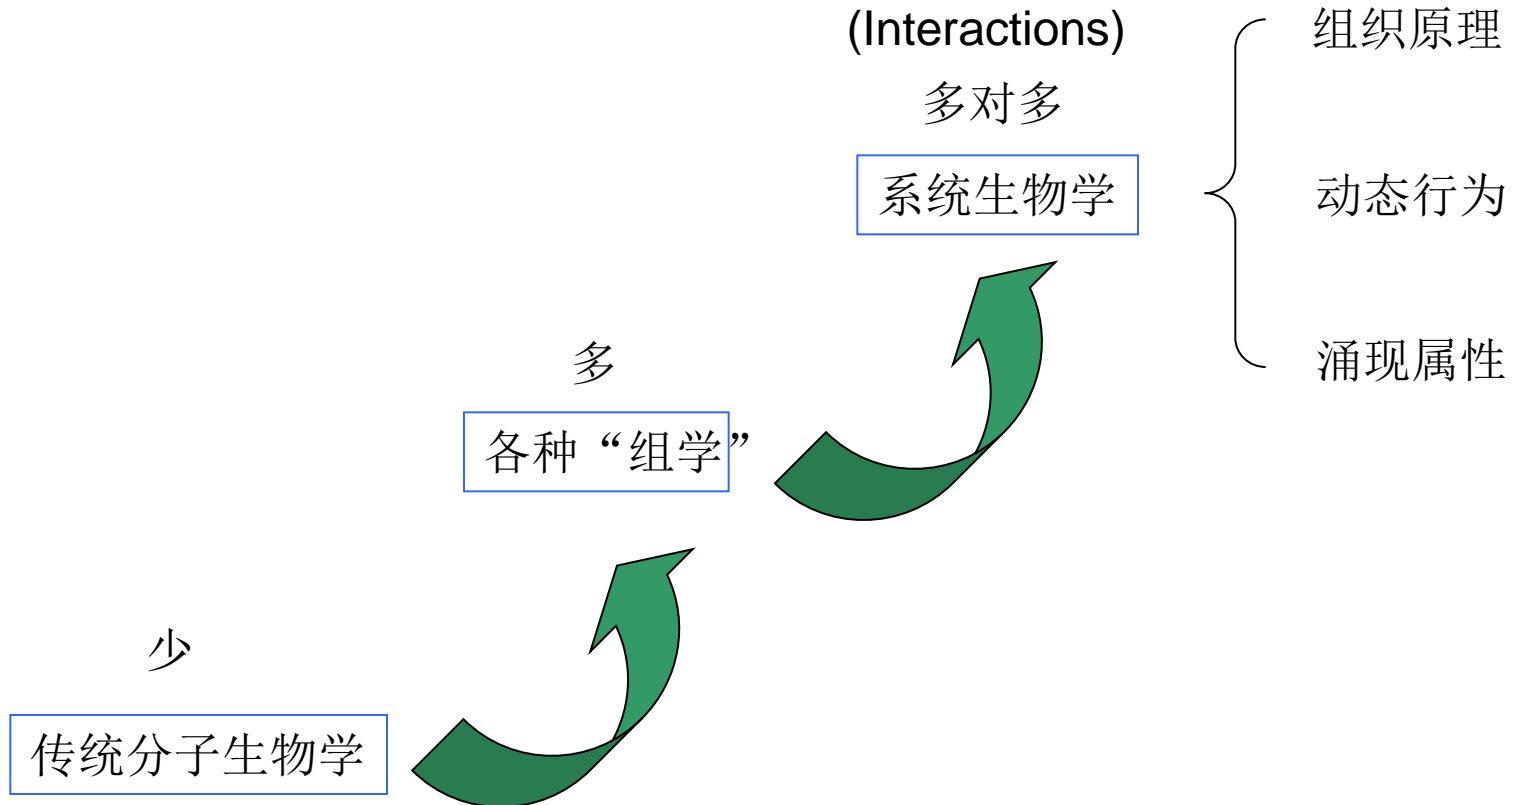 (Interactions)
多对多
系统生物学
组织原理
动态行为
涌现属性
多
各种“组学”
少
传统分子生物学